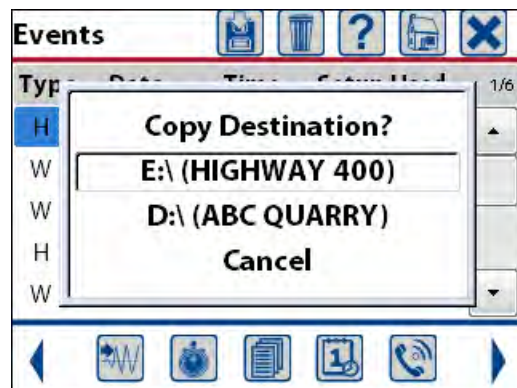 Events
1/6
H
Copy Destination?
W
E:\ (HIGHWAY 400)
W
D:\ (ABC QUARRY)
H
Cancel
W